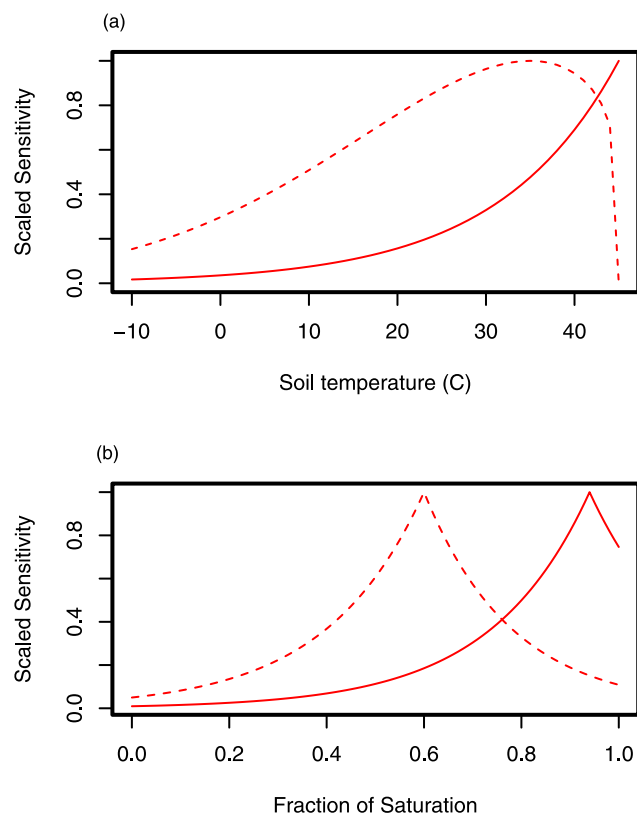 (a)
Scaled Sensitivity
0.0 0.4 0.8
−10 0 10 20 30 40
Soil temperature (C)
(b)
Scaled Sensitivity
0.0 0.4 0.8
0.0 0.2 0.4 0.6 0.8 1.0
Fraction of Saturation